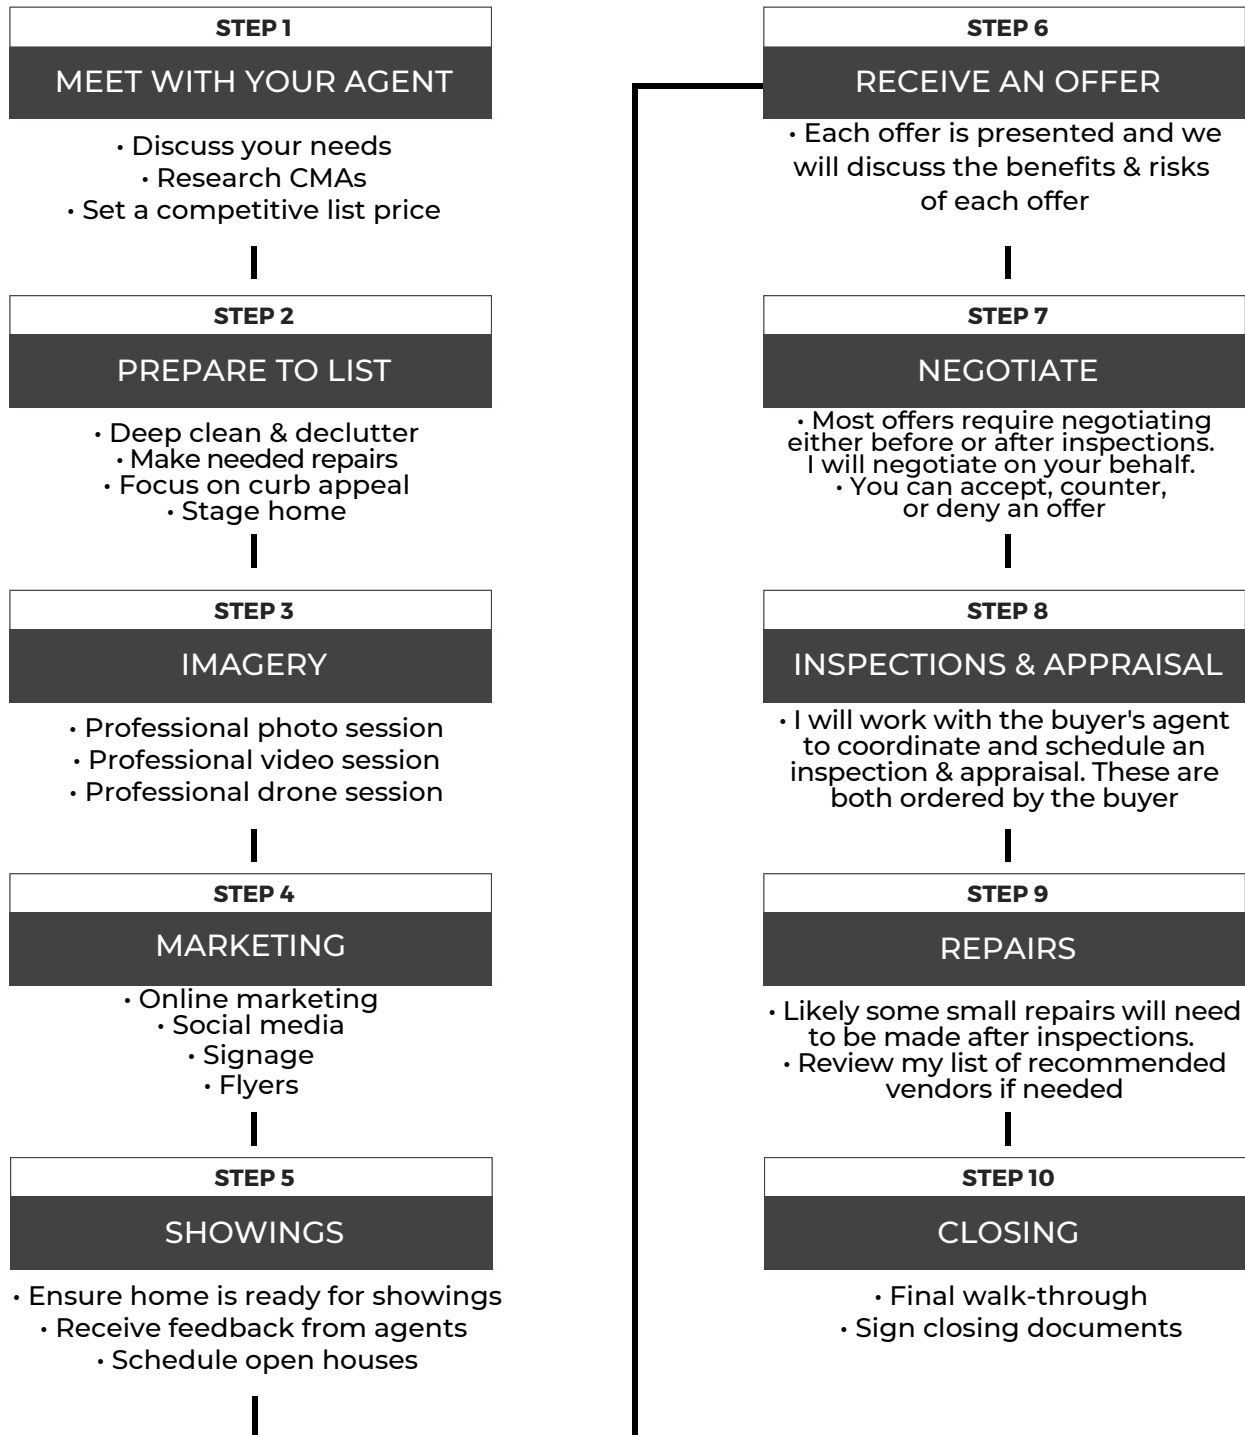 STEP 1
MEET WITH YOUR AGENT
• Discuss your needs
• Research CMAs
• Set a competitive list price
STEP 2
PREPARE TO LIST
• Deep clean & declutter
• Make needed repairs
• Focus on curb appeal
• Stage home
STEP 3
IMAGERY
• Professional photo session
• Professional video session
• Professional drone session
STEP 4
MARKETING
• Online marketing
• Social media
• Signage
• Flyers
STEP 5
SHOWINGS
• Ensure home is ready for showings
• Receive feedback from agents
• Schedule open houses
STEP 6
RECEIVE AN OFFER
• Each offer is presented and we
will discuss the benefits & risks
of each offer
STEP 7
NEGOTIATE
• Most offers require negotiating
either before or after inspections.
I will negotiate on your behalf.
• You can accept, counter,
or deny an offer
STEP 8
INSPECTIONS & APPRAISAL
• I will work with the buyer's agent
to coordinate and schedule an
inspection & appraisal. These are
both ordered by the buyer
STEP 9
REPAIRS
• Likely some small repairs will need
to be made after inspections.
• Review my list of recommended
vendors if needed
STEP 10
CLOSING
• Final walk-through
• Sign closing documents